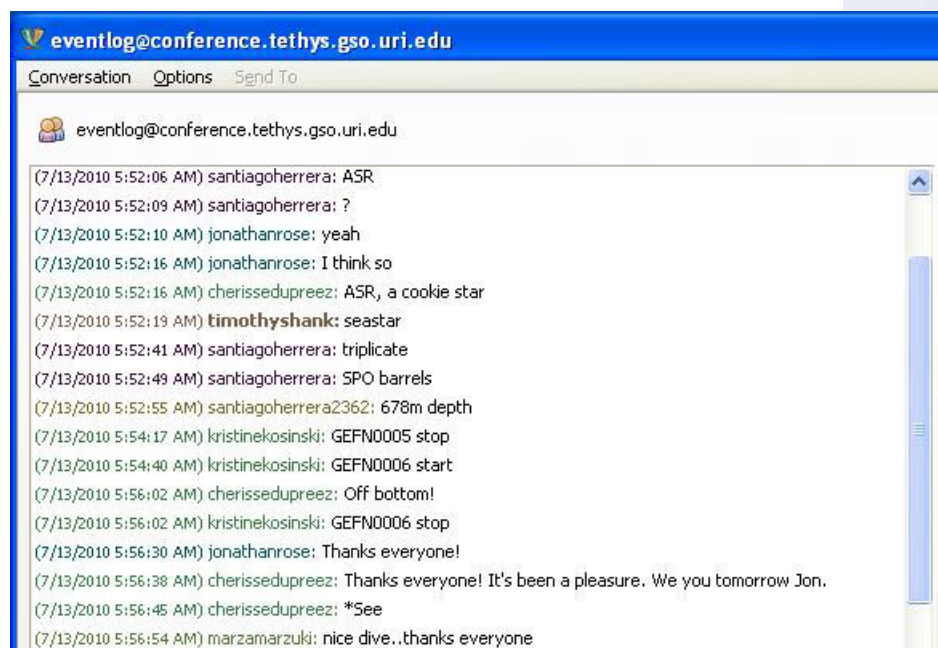 eventlog@conference.tethys.gso.uri.edu
Conversation Options Send To
eventlog@conference.tethys.gso.uri.edu
(7/13/2010 5:52:06 AM) santiagoherrera: ASR
(7/13/2010 5:52:09 AM) santiagoherrera: ?
(7/13/2010 5:52:10 AM) jonathanrose: yeah
(7/13/2010 5:52:16 AM) jonathanrose: I think so
(7/13/2010 5:52:16 AM) cherissedupreez: ASR, a cookie star
(7/13/2010 5:52:19 AM) timothyshank: seastar
(7/13/2010 5:52:41 AM) santiagoherrera: triplicate
(7/13/2010 5:52:49 AM) santiagoherrera: SPO barrels
(7/13/2010 5:52:55 AM) santiagoherrera2362: 678m depth
(7/13/2010 5:54:17 AM) kristinekosinski: GEFN0005 stop
(7/13/2010 5:54:40 AM) kristinekosinski: GEFN0006 start
(7/13/2010 5:56:02 AM) cherissedupreez: Off bottom!
(7/13/2010 5:56:02 AM) kristinekosinski: GEFN0006 stop
(7/13/2010 5:56:30 AM) jonathanrose: Thanks everyone!
(7/13/2010 5:56:38 AM) cherissedupreez: Thanks everyone! It's been a pleasure. We you tomorrow Jon.
(7/13/2010 5:56:45 AM) cherissedupreez: *See
(7/13/2010 5:56:54 AM) marzamarzuki: nice dive..thanks everyone